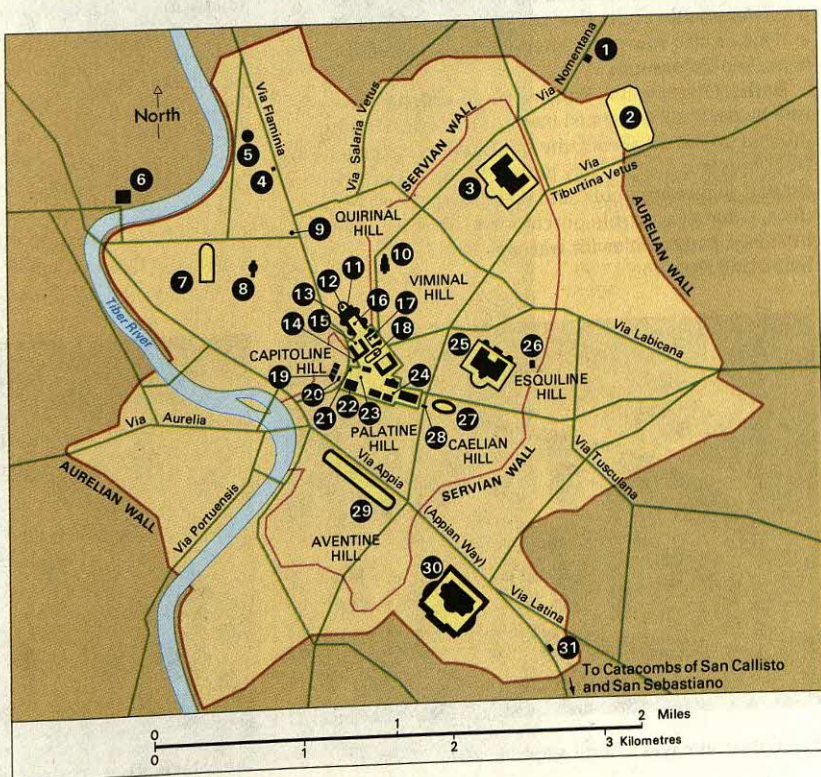 1
Via Nomentana
2
North
Via Flaminia
Via Salaria Vetus
SERVIAN WALL
Via
Tiburtina Vetus
3
5
4
6
AURELIAN WALL
9
QUIRINAL
HILL
10
VIMINAL
HILL
7
8
11
12
13
16
17
14
15
18
Tiber River
Via Labicana
CAPITOLINE
HILL
25
26
ESQUILINE
HILL
19
24
20
21
22
23
27
28
PALATINE
HILL
CAELIAN
HILL
Via Aurelia
Via Appia
(Appian Way)
SERVIAN WALL
Via Tusculana
AURELIAN WALL
Via Portuensis
29
AVENTINE
HILL
30
Via Latina
31
To Catacombs of San Callisto
and San Sebastiano
0 1 2 Miles
0 1 2 3 Kilometres